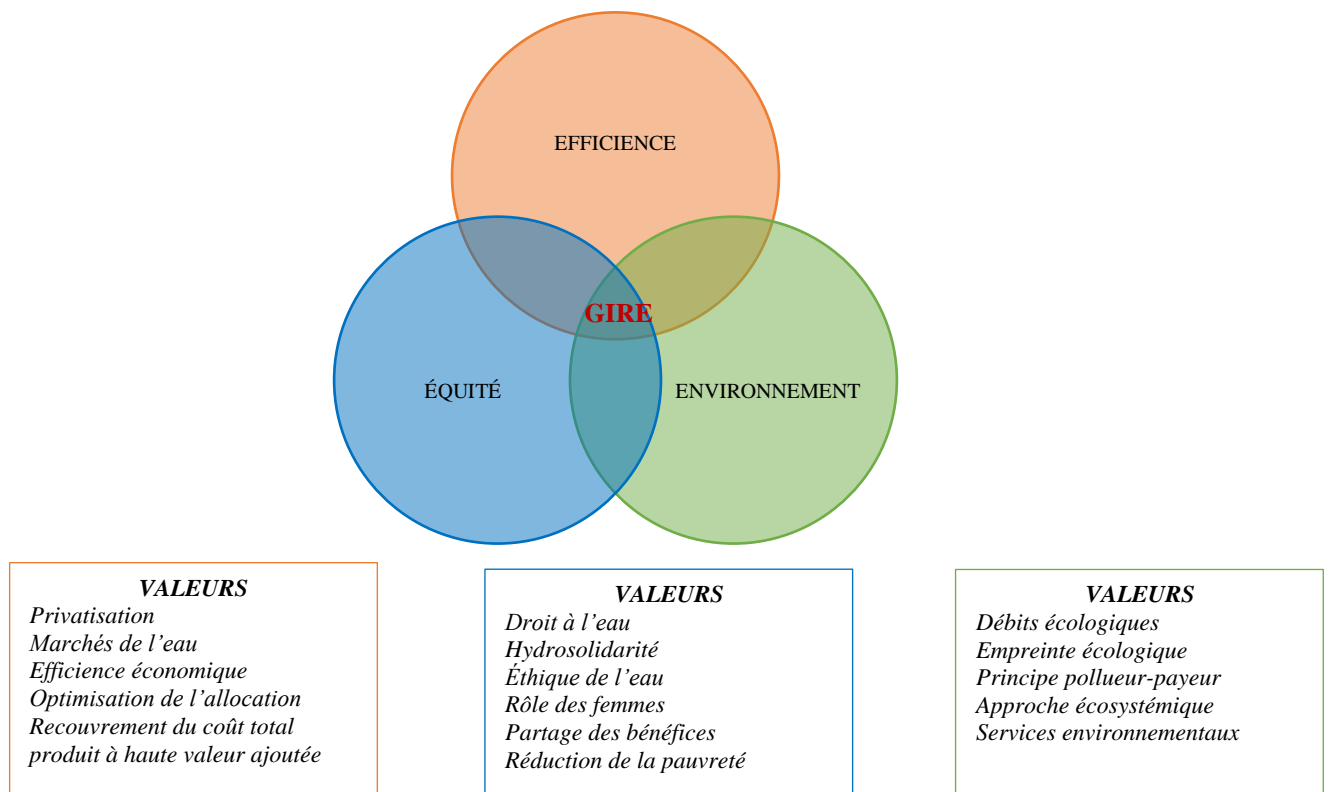 EFFICIENCE
GIRE
ÉQUITÉ
ENVIRONNEMENT
VALEURS
Privatisation
Marchés de l'eau
Efficience économique
Optimisation de l'allocation
Recouvrement du coût total
produit à haute valeur ajoutée
VALEURS
Droit à l'eau
Hydrosolidarité
Éthique de l'eau
Rôle des femmes
Partage des bénéfices
Réduction de la pauvreté
VALEURS
Débits écologiques
Empreinte écologique
Principe pollueur-payeur
Approche écosystémique
Services environnementaux